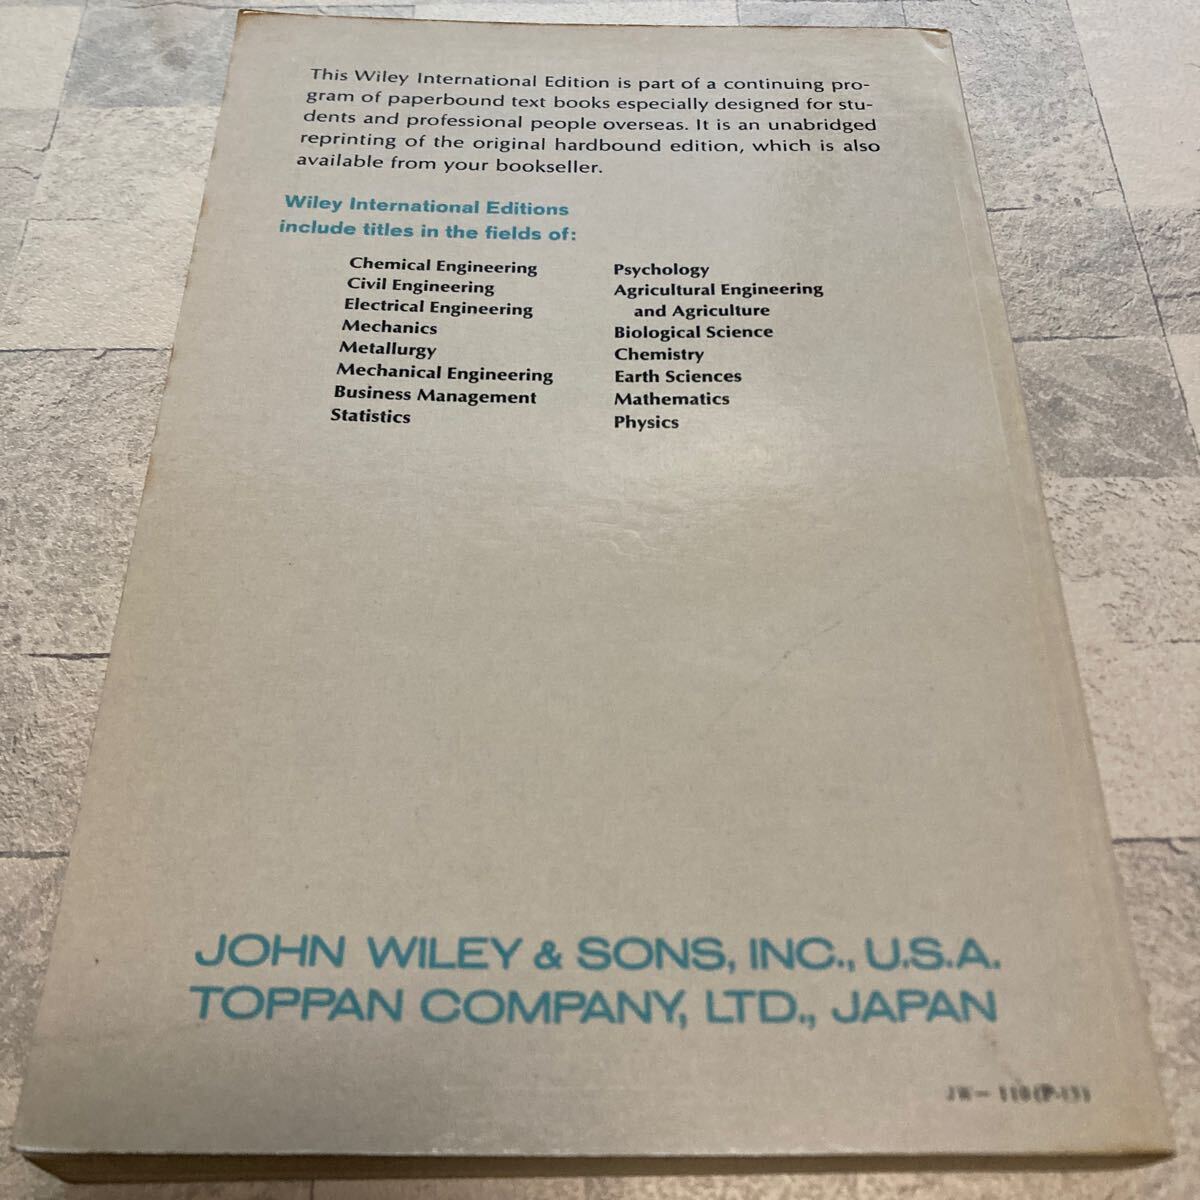 This Wiley International Edition is part of a continuing pro-
gram of paperbound text books especially designed for stu-
dents and professional people overseas. It is an unabridged
reprinting of the original hardbound edition, which is also
available from your bookseller.
Wiley International Editions
include titles in the fields of:
Chemical Engineering
Civil Engineering
Electrical Engineering
Mechanics
Metallurgy
Mechanical Engineering
Business Management
Statistics
Psychology
Agricultural Engineering
and Agriculture
Biological Science
Chemistry
Earth Sciences
Mathematics
Physics
JOHN WILEY & SONS, INC., U.S.A.
TOPPAN COMPANY, LTD., JAPAN
JW—